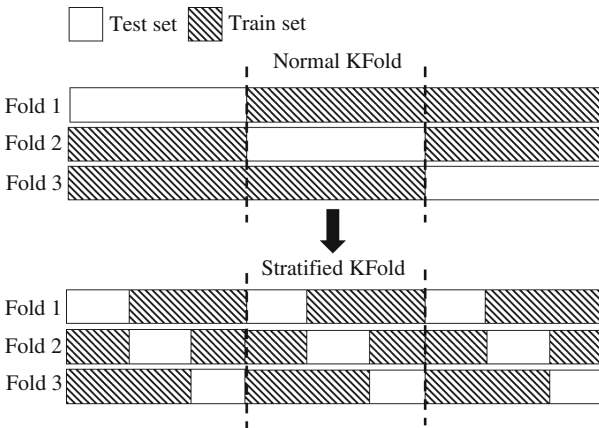 Test set Train set
Normal KFold
Fold 1
Fold 2
Fold 3
Stratified KFold
Fold 1
Fold 2
Fold 3